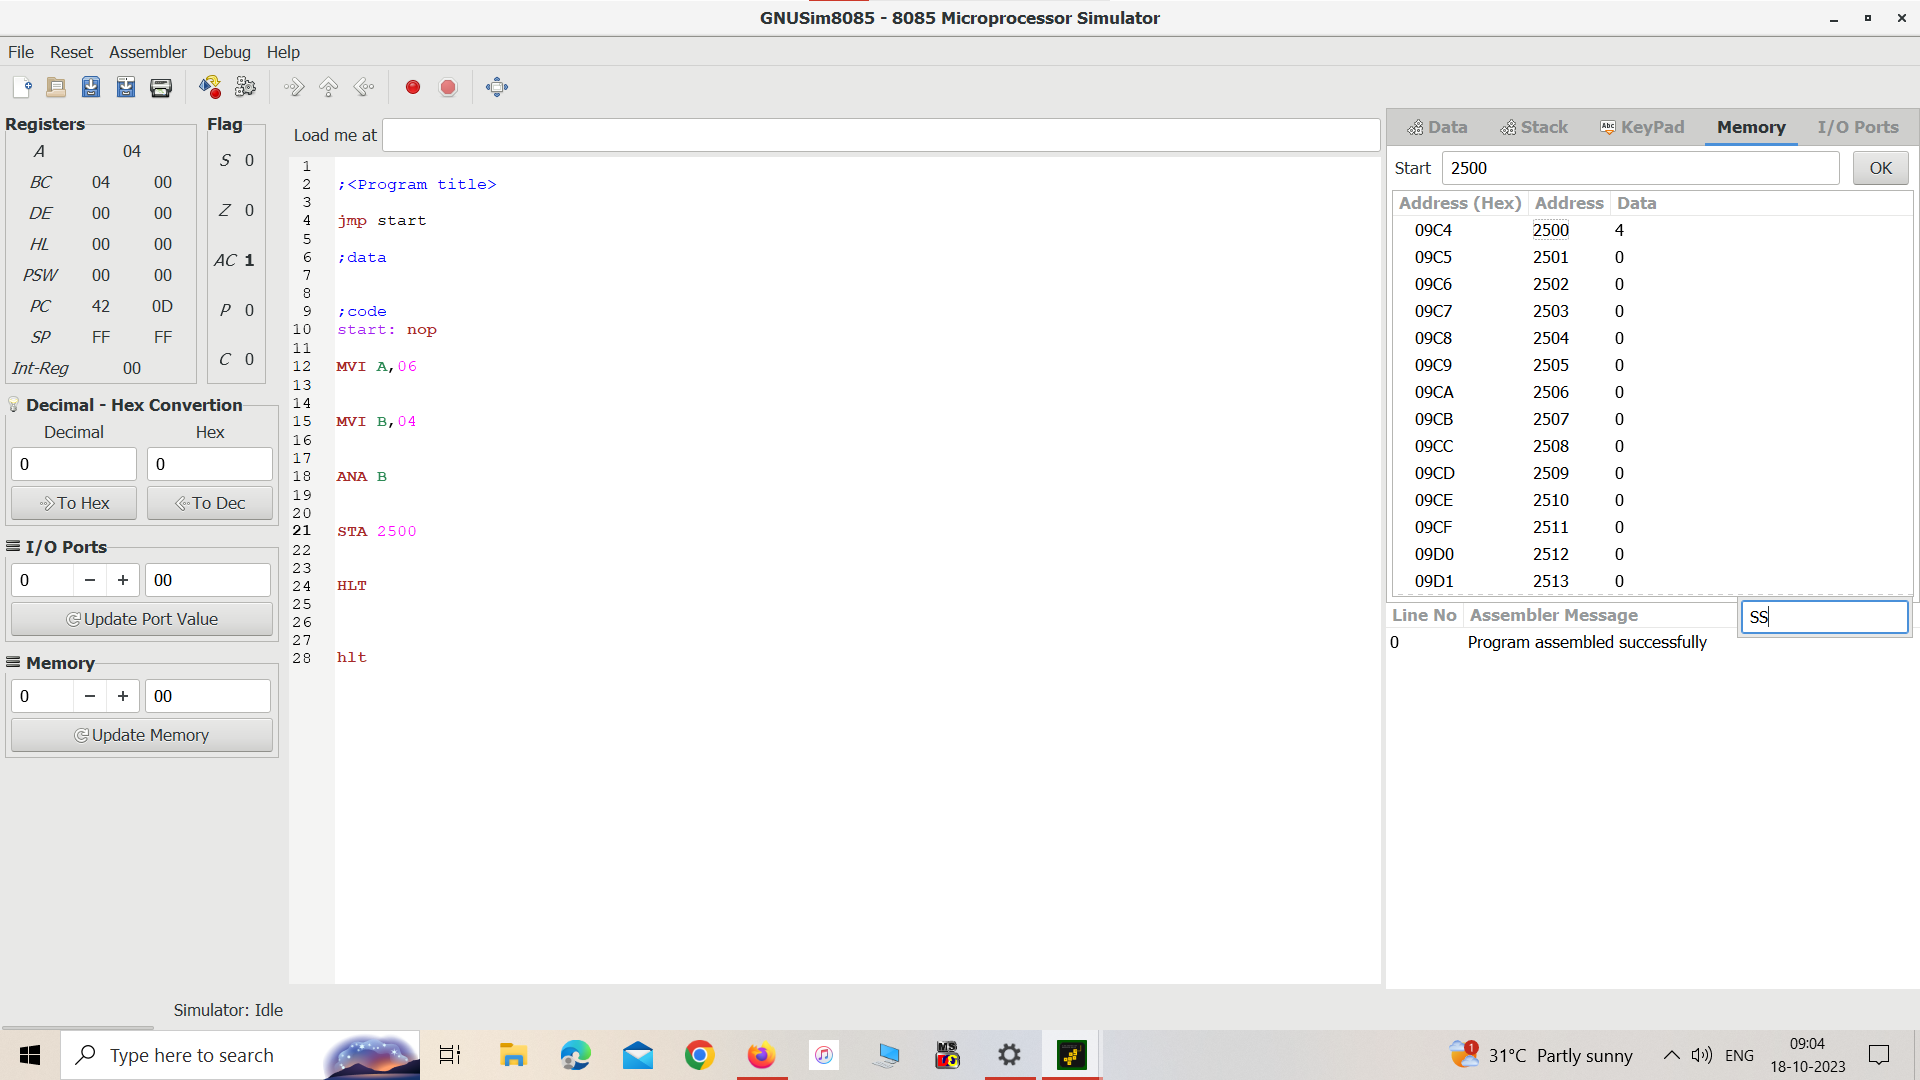 GNUSim8085 - 8085 Microprocessor Simulator
File Reset Assembler Debug Help
Registers
A 04
BC 04 00
DE 00 00
HL 00 00
PSW 00 00
PC 42 0D
SP FF FF
Int-Reg 00
Flag
S 0
Z 0
AC 1
P 0
C 0
Decimal - Hex Convertion
Decimal Hex
0 0
To Hex To Dec
I/O Ports
0 − + 00
Update Port Value
Memory
0 − + 00
Update Memory
Load me at
1
2 ;<Program title>
3
4 jmp start
5
6 ;data
7
8
9 ;code
10 start: nop
11
12 MVI A,06
13
14
15 MVI B,04
16
17
18 ANA B
19
20
21 STA 2500
22
23
24 HLT
25
26
27
28 hlt
Data Stack Abc KeyPad Memory I/O Ports
Start 2500 OK
Address (Hex) Address Data
09C4 2500 4
09C5 2501 0
09C6 2502 0
09C7 2503 0
09C8 2504 0
09C9 2505 0
09CA 2506 0
09CB 2507 0
09CC 2508 0
09CD 2509 0
09CE 2510 0
09CF 2511 0
09D0 2512 0
09D1 2513 0
Line No Assembler Message
SS
0 Program assembled successfully
Simulator: Idle
Type here to search
MS
1
31°C Partly sunny
ENG
09:04
18-10-2023